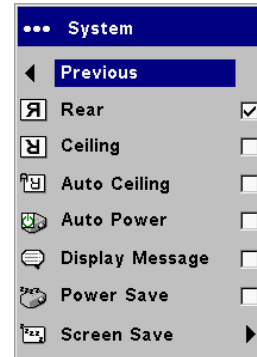 ••• System
Previous
Rear
Ceiling
Auto Ceiling
Auto Power
Display Message
Power Save
Screen Save